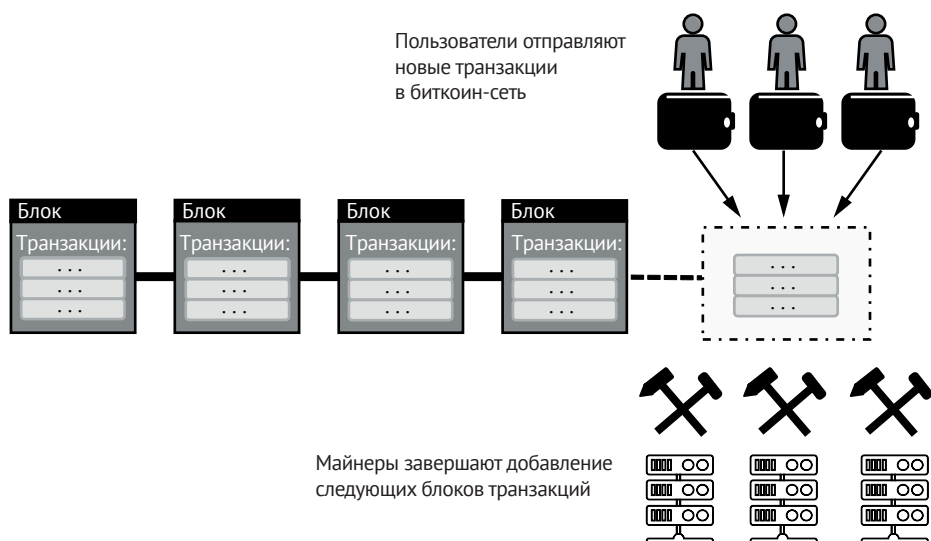 Пользователи отправляют
новые транзакции
в биткоин-сеть
Блок
Транзакции:
. . .
. . .
. . .
Блок
Транзакции:
. . .
. . .
. . .
Блок
Транзакции:
. . .
. . .
. . .
Блок
Транзакции:
. . .
. . .
. . .
. . .
. . .
. . .
Майнеры завершают добавление
следующих блоков транзакций